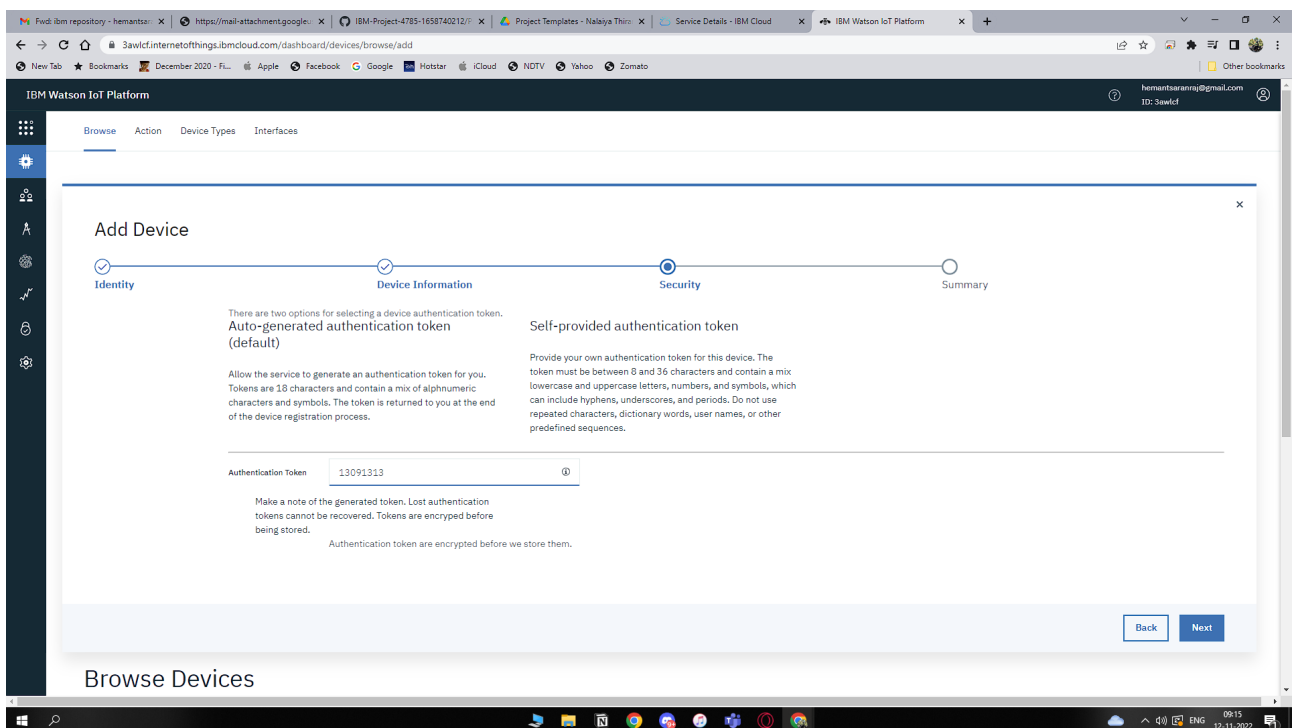 Fwd: ibm repository - hemantsara
https://mail-attachment.googleu
IBM-Project-4785-1658740212/P
Project Templates - Nalaiya Thira
Service Details - IBM Cloud
IBM Watson IoT Platform
3awlcf.internetofthings.ibmcloud.com/dashboard/devices/browse/add
New Tab Bookmarks December 2020 - Fi... Apple Facebook Google Hotstar iCloud NDTV Yahoo Zomato Other bookmarks
IBM Watson IoT Platform
hemantsaranraj@gmail.com
ID: 3awlcf
Browse Action Device Types Interfaces
Add Device
Identity Device Information Security Summary
There are two options for selecting a device authentication token.
Auto-generated authentication token
(default)
Allow the service to generate an authentication token for you.
Tokens are 18 characters and contain a mix of alphnumeric
characters and symbols. The token is returned to you at the end
of the device registration process.
Self-provided authentication token
Provide your own authentication token for this device. The
token must be between 8 and 36 characters and contain a mix
lowercase and uppercase letters, numbers, and symbols, which
can include hyphens, underscores, and periods. Do not use
repeated characters, dictionary words, user names, or other
predefined sequences.
Authentication Token 13091313
Make a note of the generated token. Lost authentication
tokens cannot be recovered. Tokens are encryped before
being stored.
Authentication token are encrypted before we store them.
Back Next
Browse Devices
ENG
09:15
12-11-2022